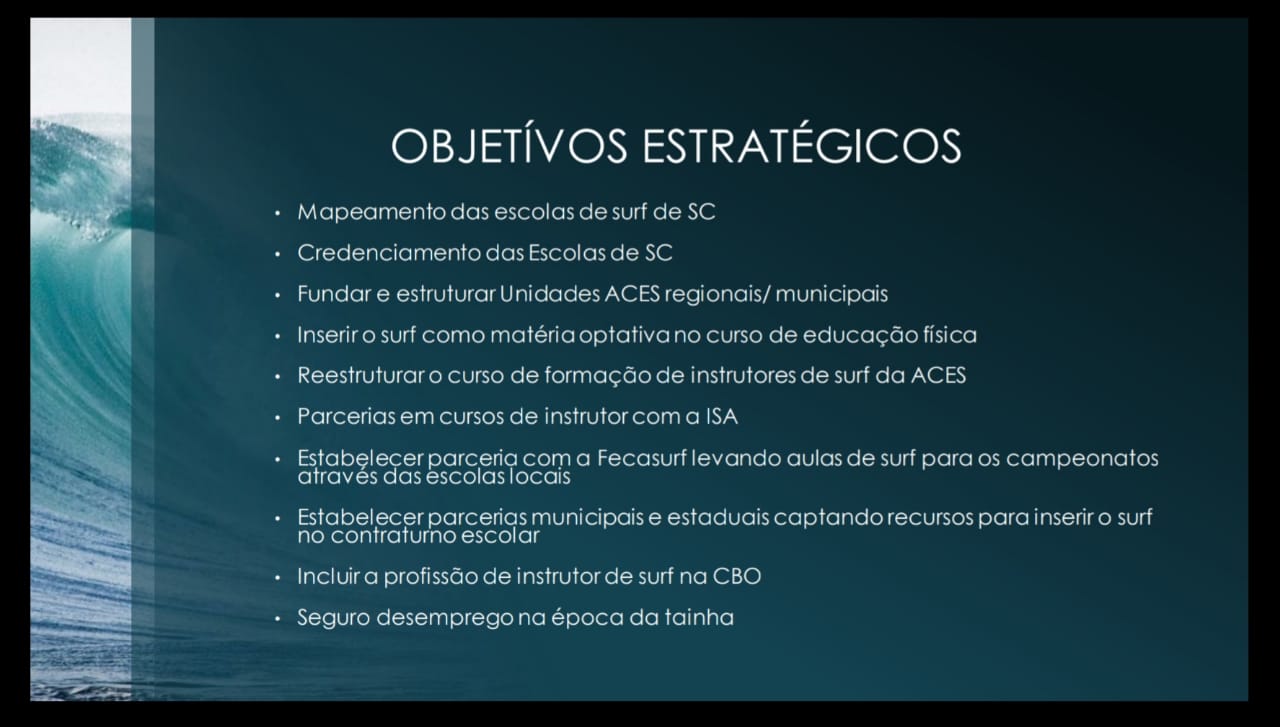 OBJETÍVOS ESTRATÉGICOS
• Mapeamento das escolas de surf de SC
• Credenciamento das Escolas de SC
• Fundar e estruturar Unidades ACES regionais/ municipais
• Inserir o surf como matéria optativa no curso de educação física
• Reestruturar o curso de formação de instrutores de surf da ACES
• Parcerias em cursos de instrutor com a ISA
• Estabelecer parceria com a Fecasurf levando aulas de surf para os campeonatos
através das escolas locais
• Estabelecer parcerias municipais e estaduais captando recursos para inserir o surf
no contraturno escolar
• Incluir a profissão de instrutor de surf na CBO
• Seguro desemprego na época da tainha